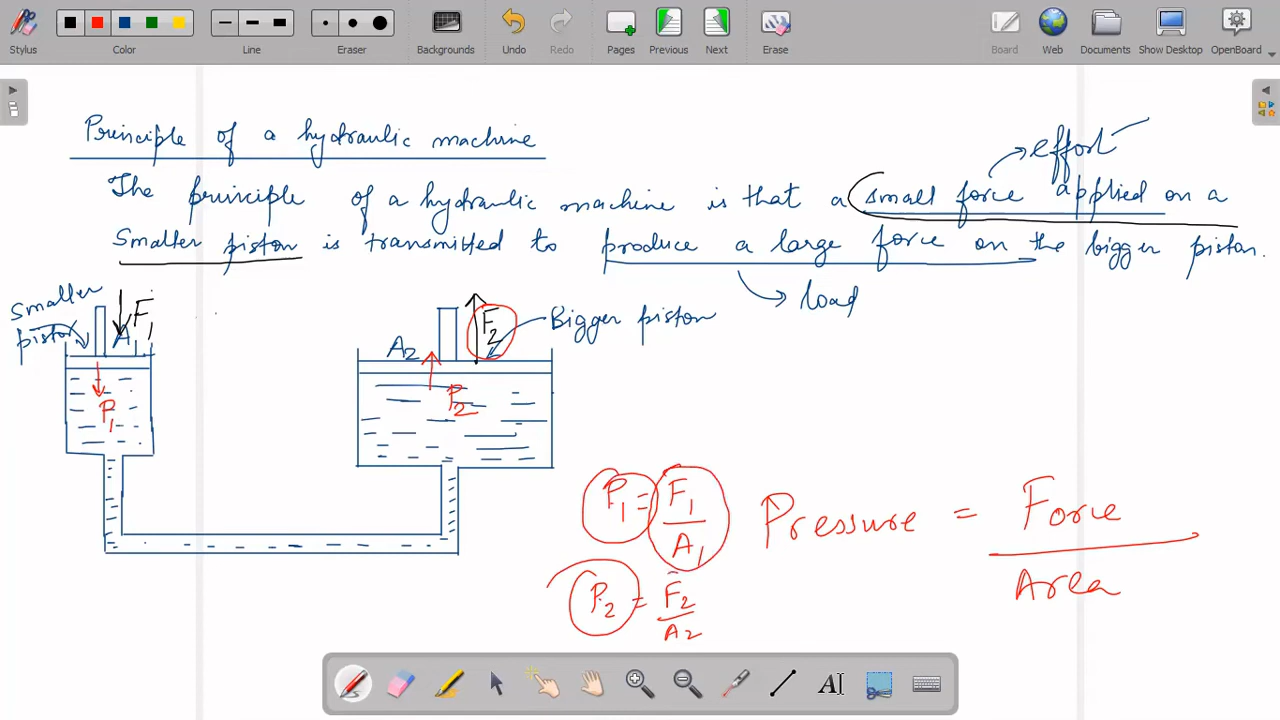 Stylus
Color
Line
Eraser
Backgrounds
Undo
Redo
Pages
Previous
Next
Erase
Board
Web
Documents
Show Desktop
OpenBoard
Principle of a hydraulic machine
effort
The principle of a hydraulic machine is that a small force applied on a
Smaller piston is transmitted to produce a large force on the bigger piston.
load
Smaller
piston
F1
A1
P1
A2
F2
P2
Bigger piston
P1 = F1
A1
Pressure = Force
Area
P2 = F2
A2